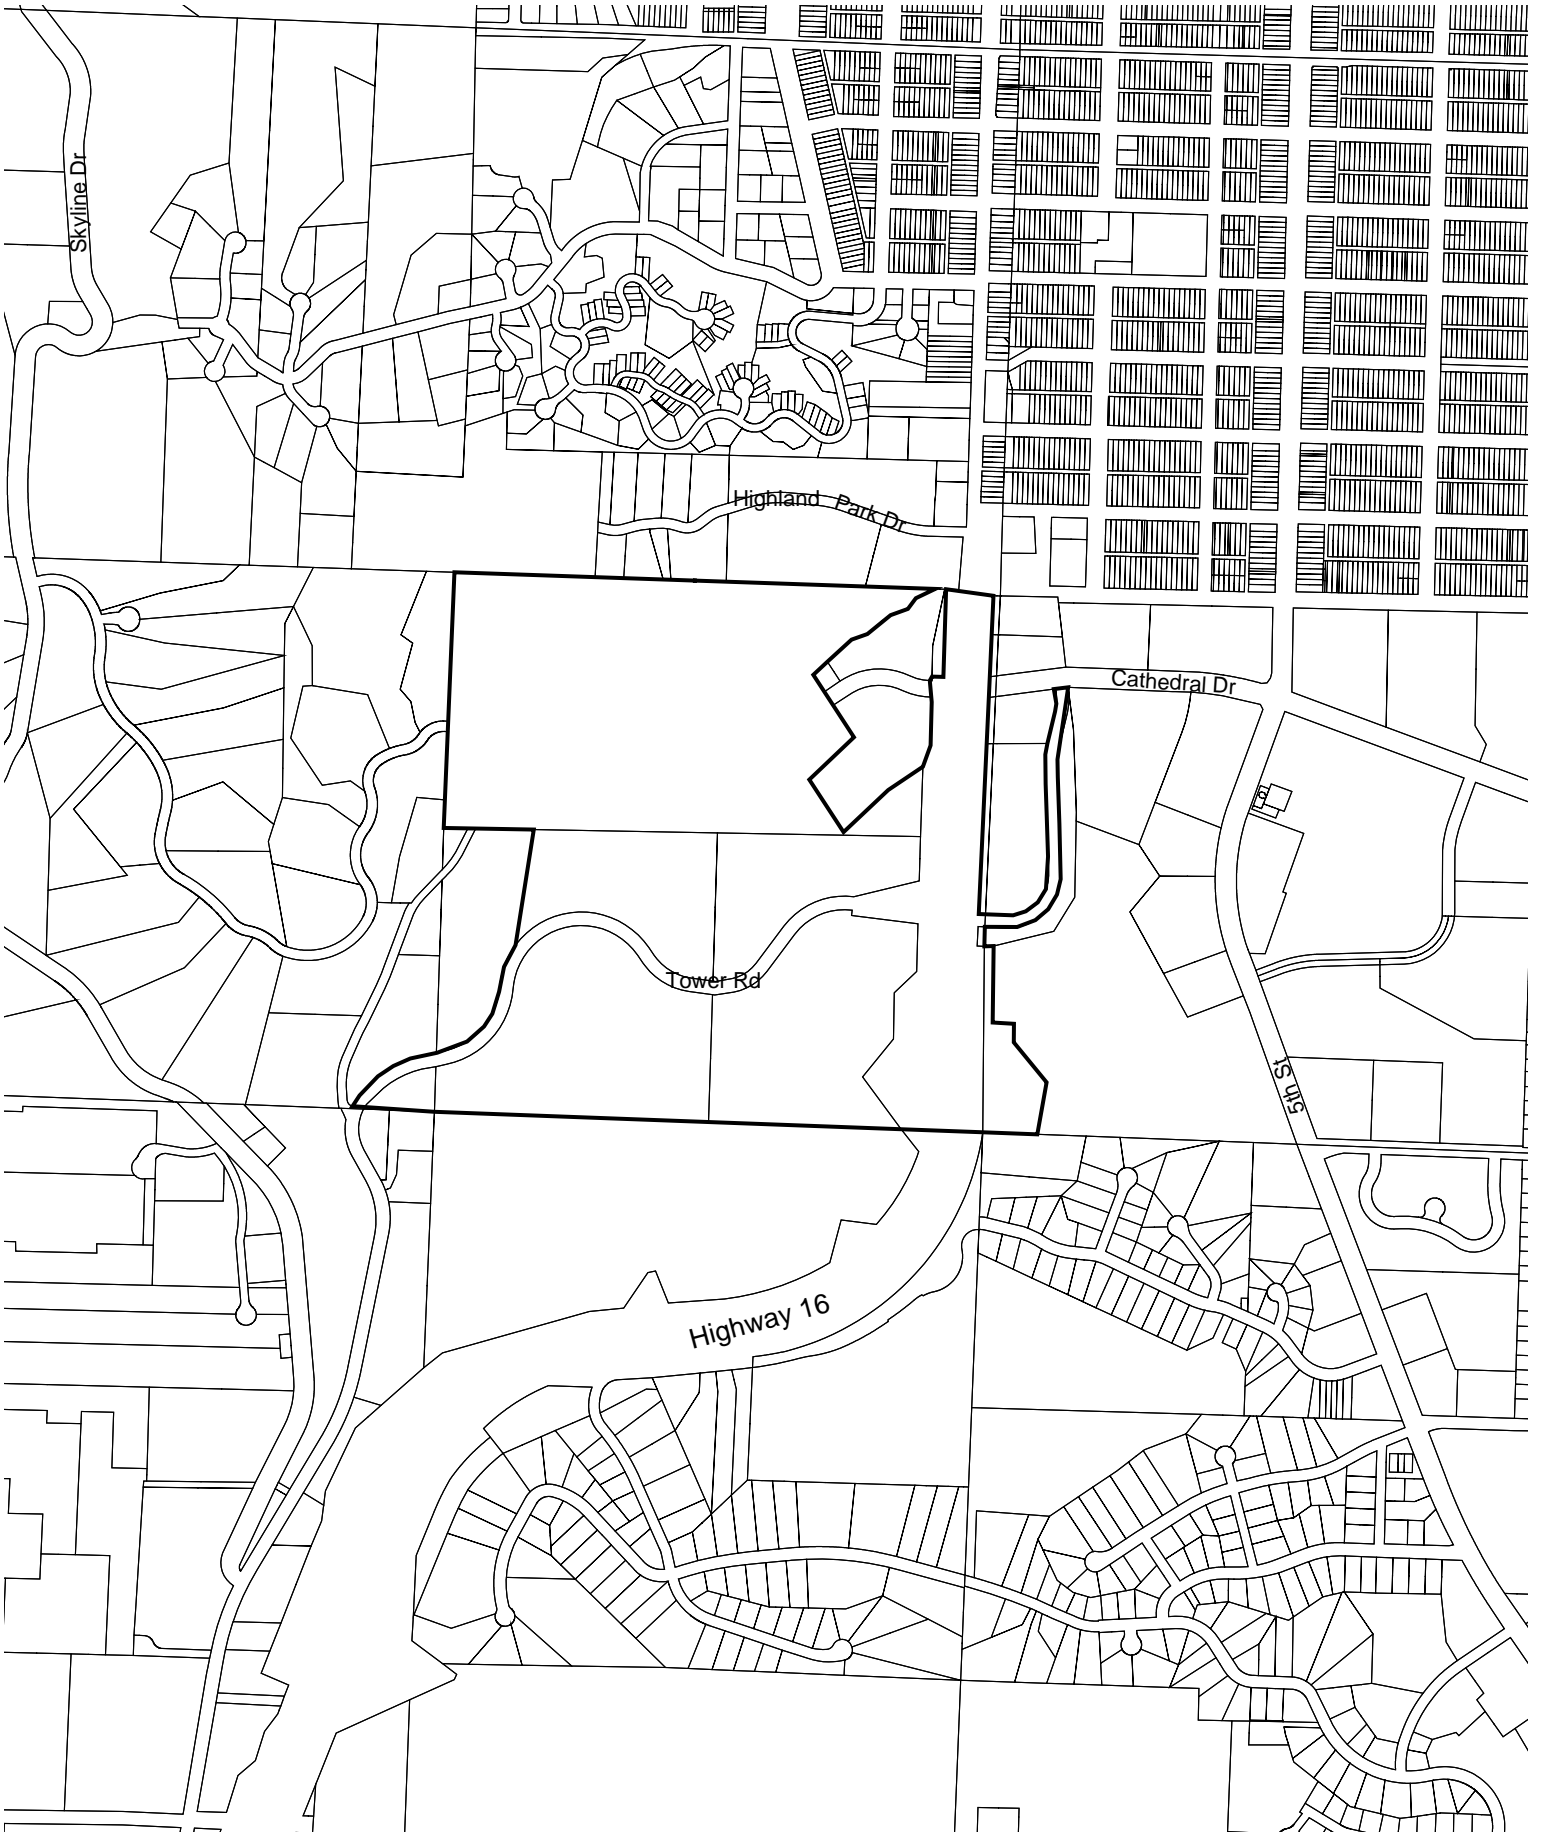 Skyline Dr
Highland Park Dr
Cathedral Dr
Tower Rd
5th St
Highway 16